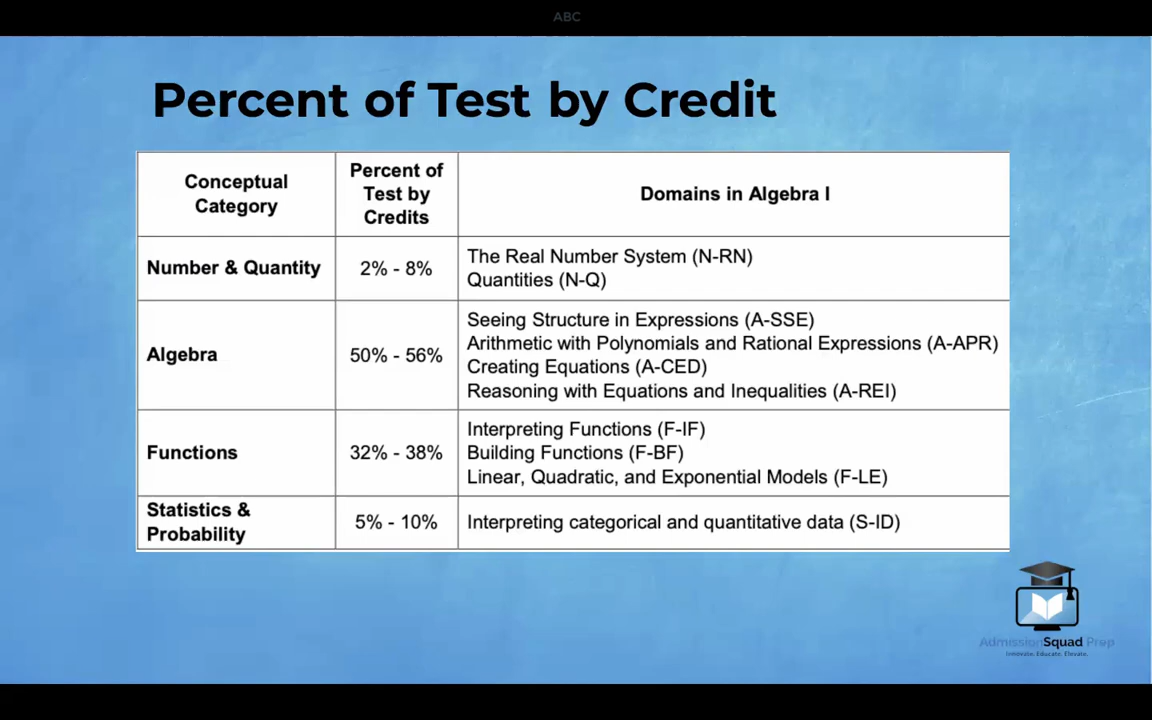 ABC
Percent of Test by Credit
Conceptual
Category
Percent of
Test by
Credits
Domains in Algebra I
Number & Quantity
2% - 8%
The Real Number System (N-RN)
Quantities (N-Q)
Algebra
50% - 56%
Seeing Structure in Expressions (A-SSE)
Arithmetic with Polynomials and Rational Expressions (A-APR)
Creating Equations (A-CED)
Reasoning with Equations and Inequalities (A-REI)
Functions
32% - 38%
Interpreting Functions (F-IF)
Building Functions (F-BF)
Linear, Quadratic, and Exponential Models (F-LE)
Statistics &
Probability
5% - 10%
Interpreting categorical and quantitative data (S-ID)
AdmissionSquad Prep
Innovate. Educate. Elevate.